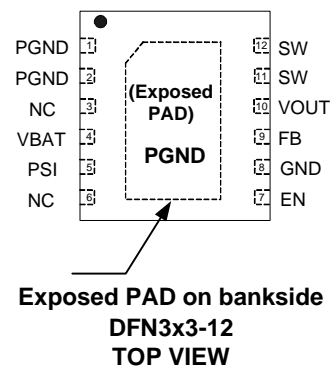 PGND 1 12 SW
PGND 2 11 SW
NC 3 10 VOUT
VBAT 4 9 FB
PSI 5 8 GND
NC 6 7 EN
(Exposed
PAD)
PGND
Exposed PAD on bankside
DFN3x3-12
TOP VIEW